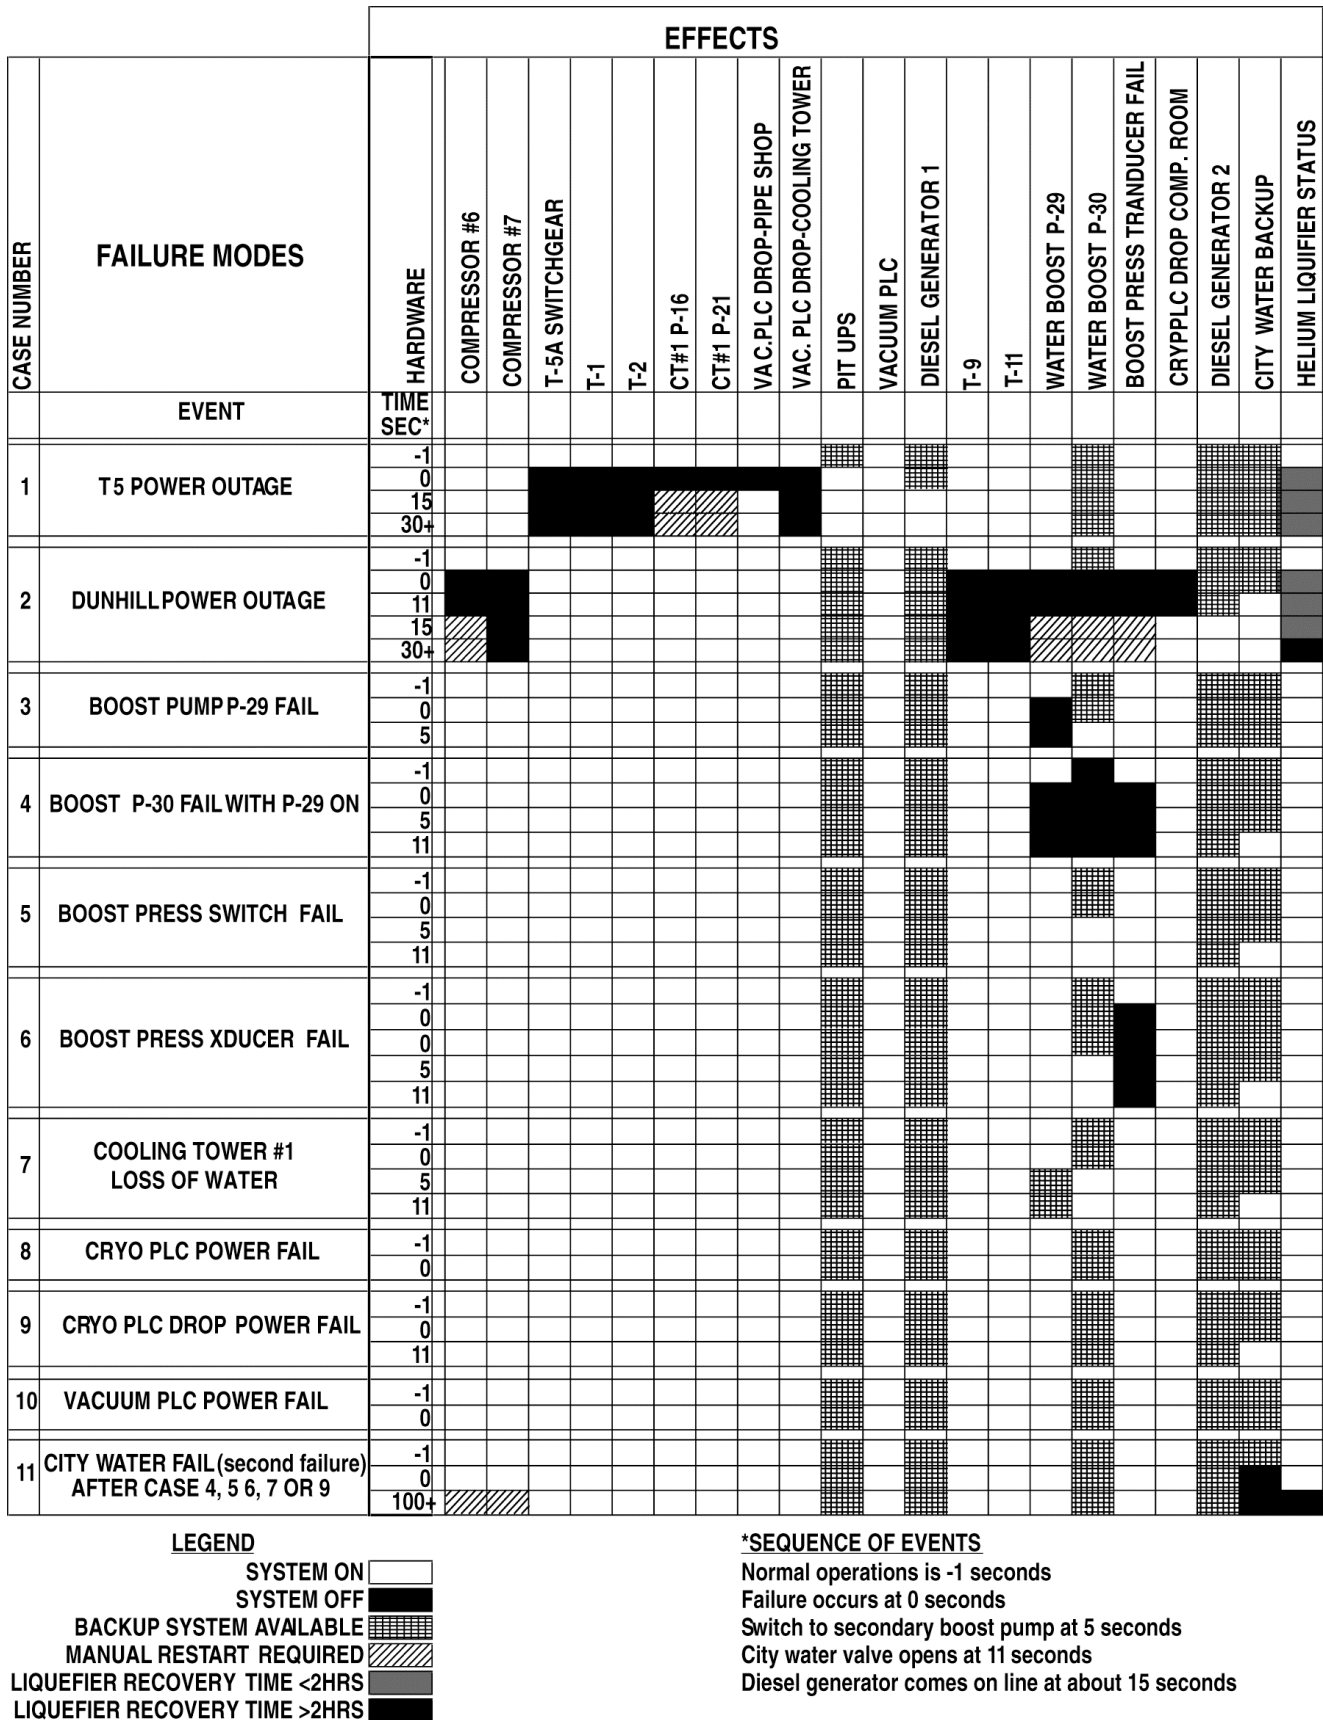 EFFECTS
CASE NUMBER
FAILURE MODES
HARDWARE
COMPRESSOR #6
COMPRESSOR #7
T-5A SWITCHGEAR
T-1
T-2
CT#1 P-16
CT#1 P-21
VAC.PLC DROP-PIPE SHOP
VAC. PLC DROP-COOLING TOWER
PIT UPS
VACUUM PLC
DIESEL GENERATOR 1
T-9
T-11
WATER BOOST P-29
WATER BOOST P-30
BOOST PRESS TRANDUCER FAIL
CRYPPLC DROP COMP. ROOM
DIESEL GENERATOR 2
CITY WATER BACKUP
HELIUM LIQUIFIER STATUS
EVENT
TIME
SEC*
1
T5 POWER OUTAGE
-1
0
15
30+
2
DUNHILL POWER OUTAGE
-1
0
11
15
30+
3
BOOST PUMP P-29 FAIL
-1
0
5
4
BOOST P-30 FAIL WITH P-29 ON
-1
0
5
11
5
BOOST PRESS SWITCH FAIL
-1
0
5
11
6
BOOST PRESS XDUCER FAIL
-1
0
0
5
11
7
COOLING TOWER #1
LOSS OF WATER
-1
0
5
11
8
CRYO PLC POWER FAIL
-1
0
9
CRYO PLC DROP POWER FAIL
-1
0
11
10
VACUUM PLC POWER FAIL
-1
0
11
CITY WATER FAIL (second failure)
AFTER CASE 4, 5 6, 7 OR 9
-1
0
100+
LEGEND
SYSTEM ON
SYSTEM OFF
BACKUP SYSTEM AVAILABLE
MANUAL RESTART REQUIRED
LIQUEFIER RECOVERY TIME <2HRS
LIQUEFIER RECOVERY TIME >2HRS
*SEQUENCE OF EVENTS
Normal operations is -1 seconds
Failure occurs at 0 seconds
Switch to secondary boost pump at 5 seconds
City water valve opens at 11 seconds
Diesel generator comes on line at about 15 seconds